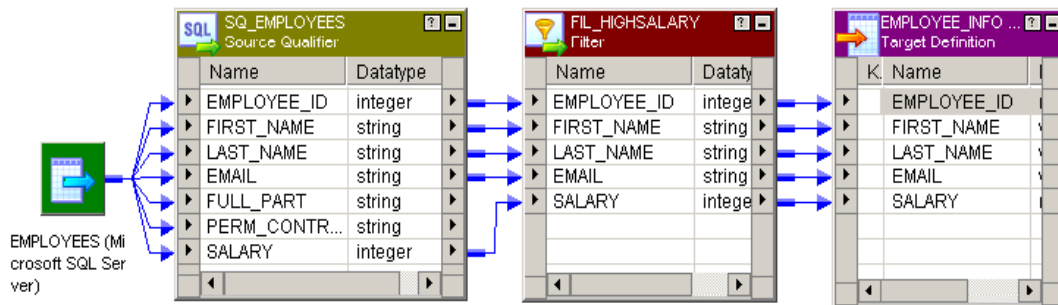 SQL
SQ_EMPLOYEES
Source Qualifier
Name Datatype
EMPLOYEE_ID integer
FIRST_NAME string
LAST_NAME string
EMAIL string
FULL_PART string
PERM_CONTR... string
SALARY integer
FIL_HIGHSALARY
Filter
Name Dataty
EMPLOYEE_ID intege
FIRST_NAME string
LAST_NAME string
EMAIL string
SALARY intege
EMPLOYEE_INFO ...
Target Definition
K. Name
EMPLOYEE_ID
FIRST_NAME
LAST_NAME
EMAIL
SALARY
EMPLOYEES (Mi
crosoft SQL Ser
ver)